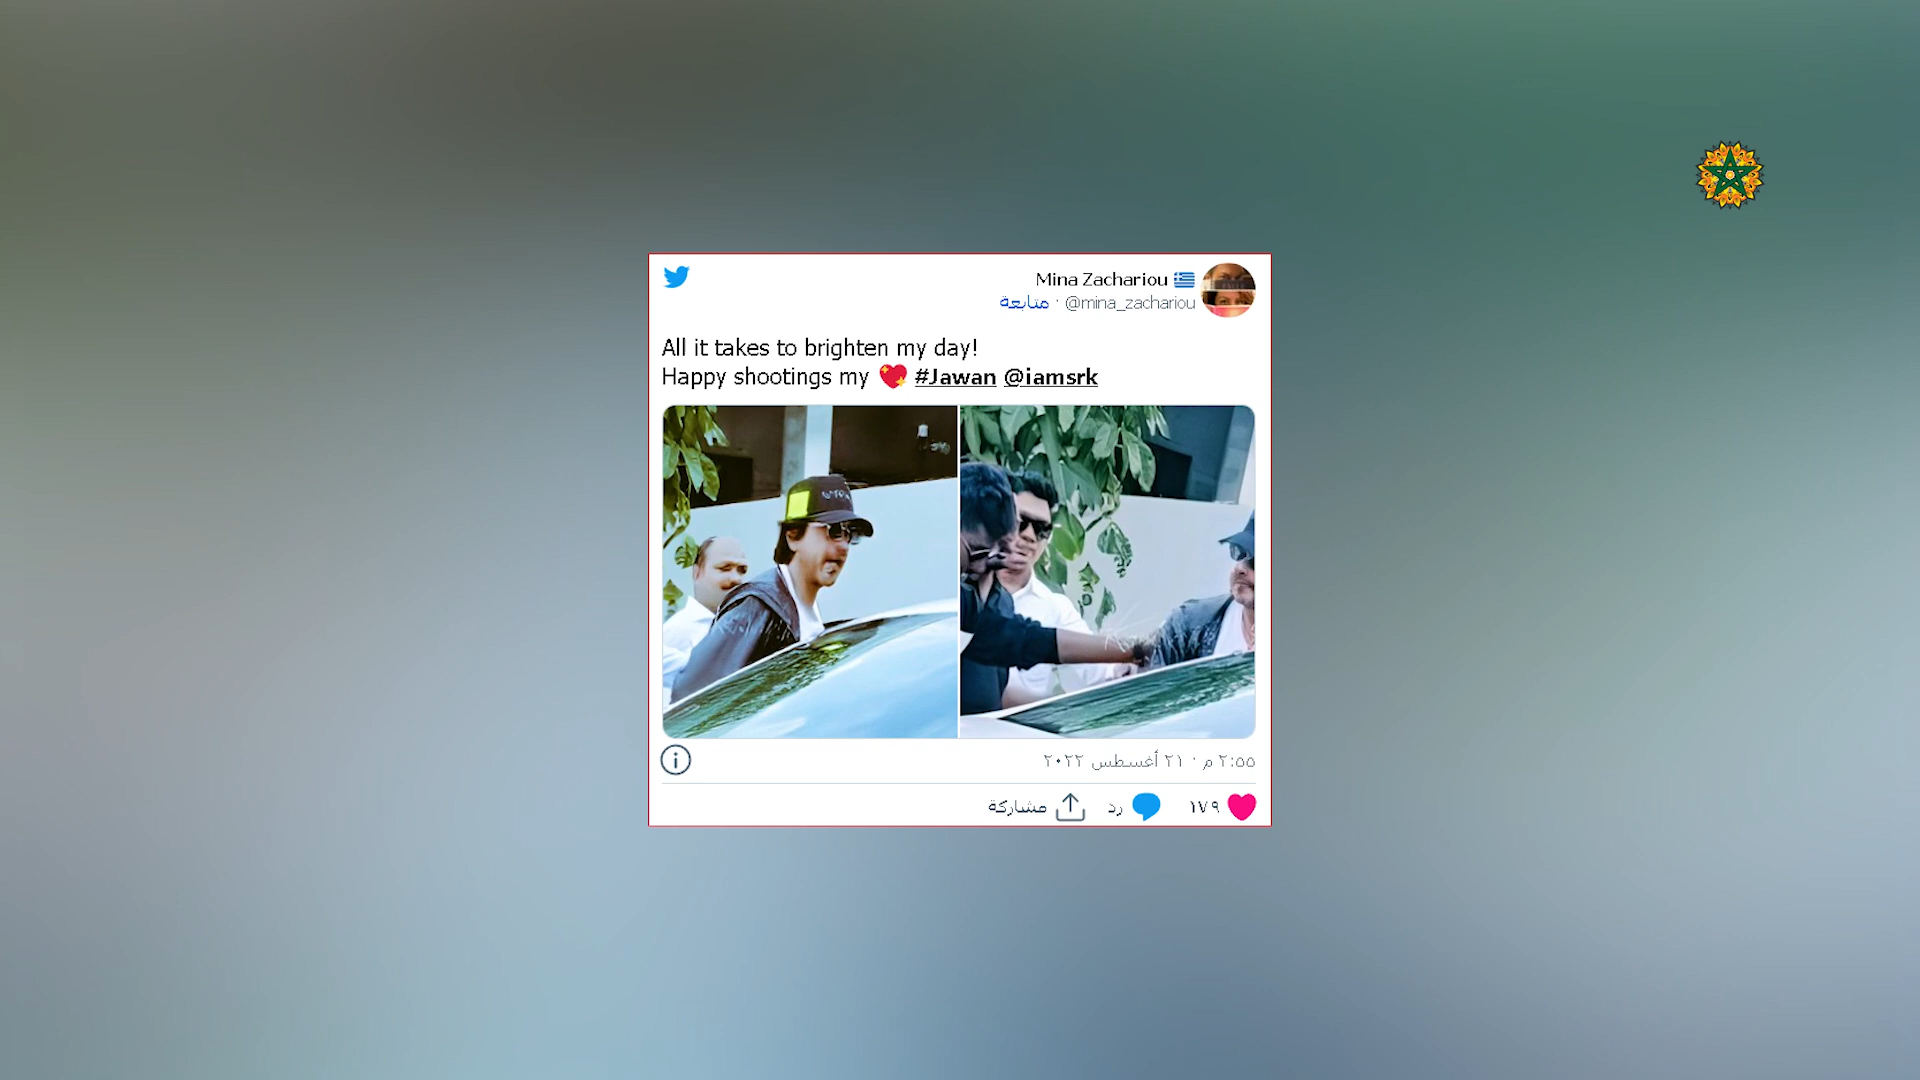 Mina Zachariou 🇬🇷
@mina_zachariou · متابعة
All it takes to brighten my day!
Happy shootings my 💖 #Jawan @iamsrk
٢:٥٥ م · ٢١ أغسطس ٢٠٢٢
١٧٩ رد مشاركة